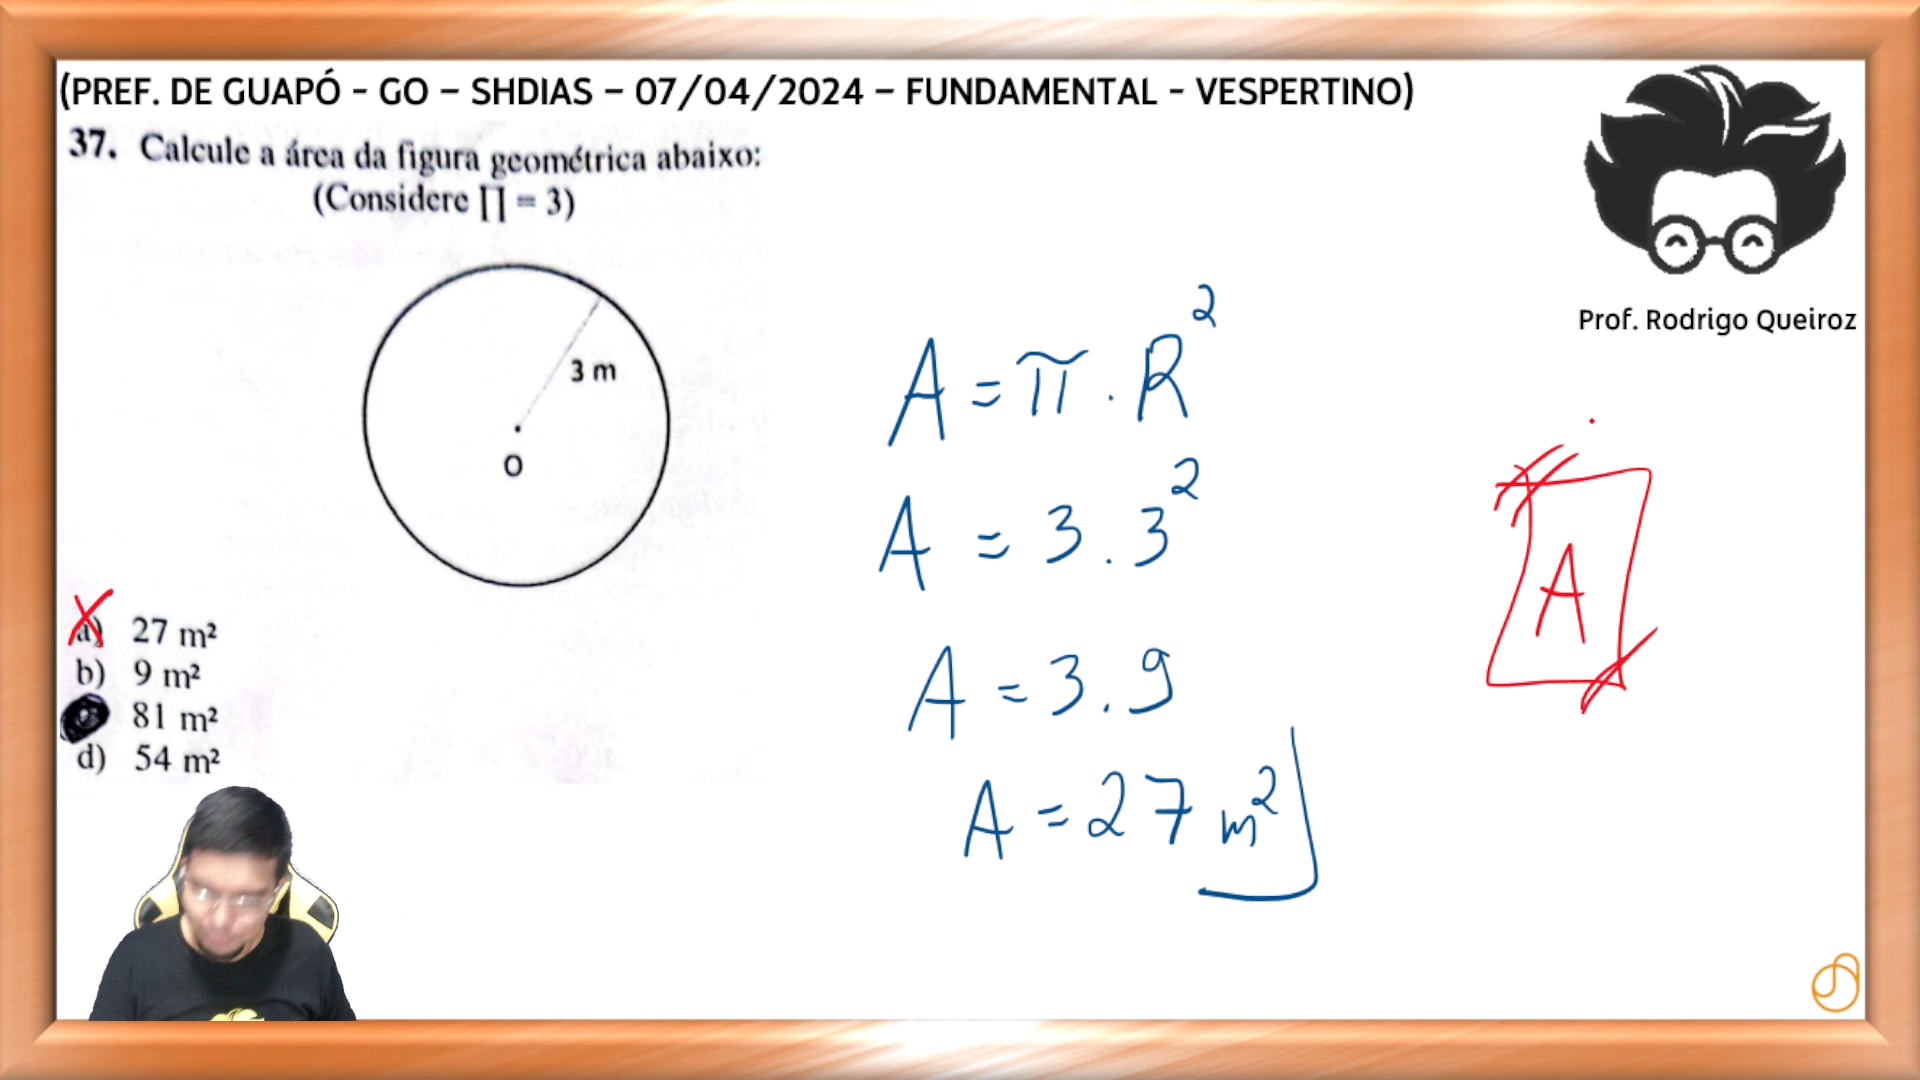 (PREF. DE GUAPÓ - GO – SHDIAS – 07/04/2024 – FUNDAMENTAL - VESPERTINO)
37. Calcule a área da figura geométrica abaixo:
(Considere ∏ = 3)
3 m
O
a) 27 m²
b) 9 m²
81 m²
d) 54 m²
A = π . R²
A = 3 . 3²
A = 3 . 9
A = 27 m²
A
Prof. Rodrigo Queiroz